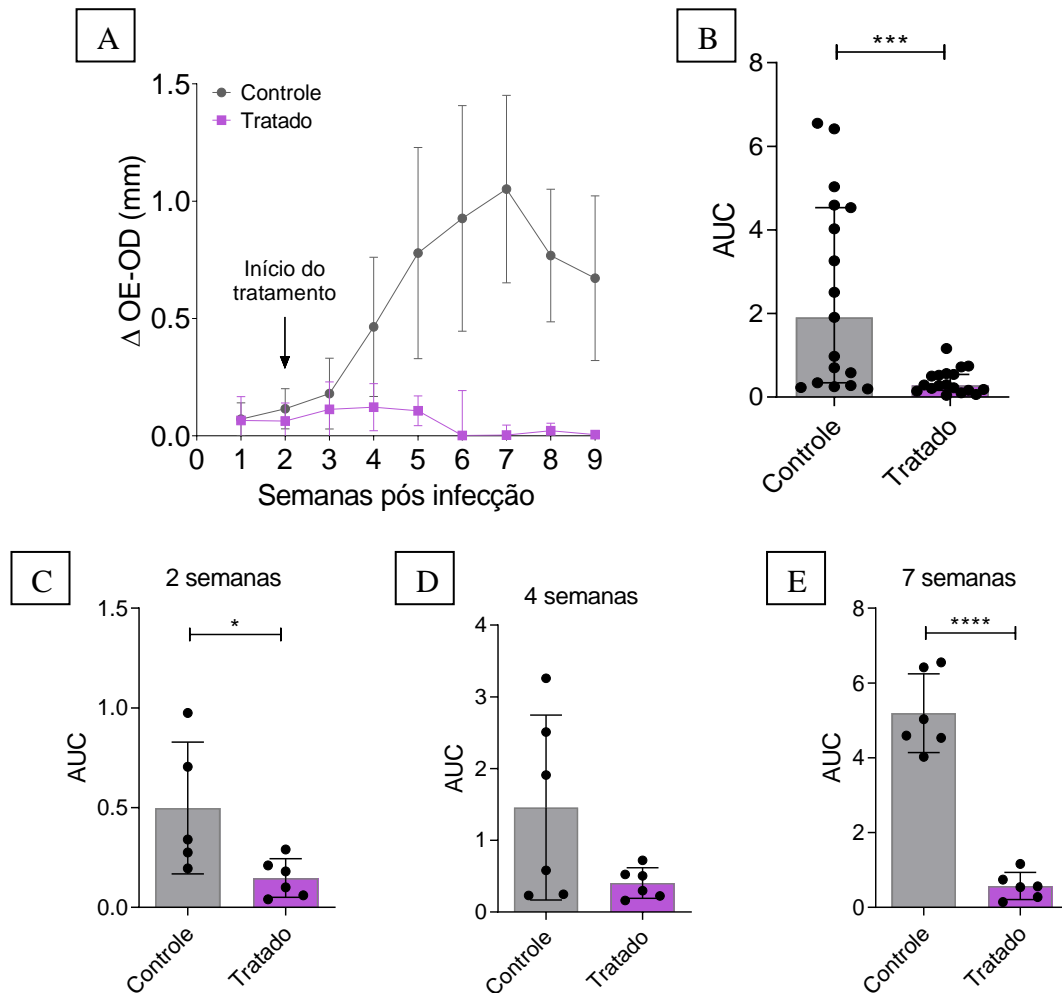 A
1.5
1.0
0.5
0.0
Δ OE-OD (mm)
Controle
Tratado
Início do
tratamento
0 1 2 3 4 5 6 7 8 9
Semanas pós infecção
B
***
8
6
4
2
0
AUC
Controle
Tratado
C
2 semanas
*
1.5
1.0
0.5
0.0
AUC
Controle
Tratado
D
4 semanas
4
3
2
1
0
AUC
Controle
Tratado
E
7 semanas
****
8
6
4
2
0
AUC
Controle
Tratado